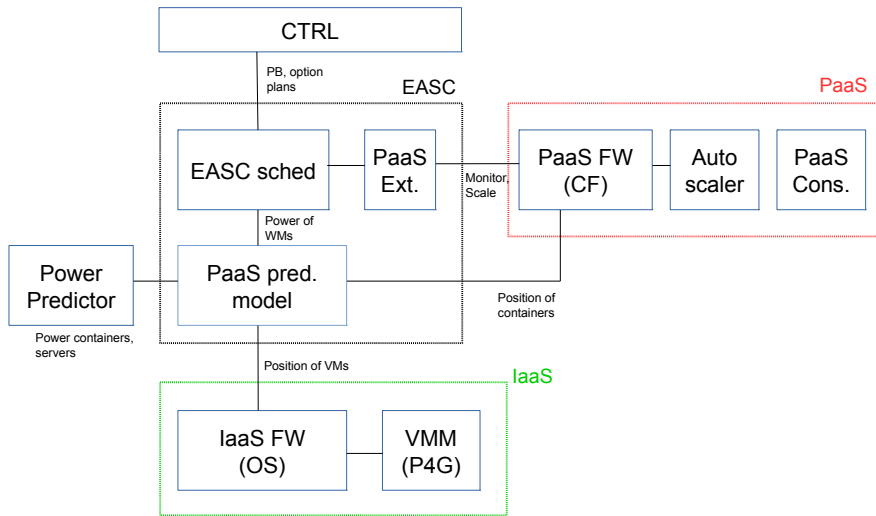 CTRL
PB, option
plans
EASC
PaaS
EASC sched
PaaS
Ext.
Monitor,
Scale
PaaS FW
(CF)
Auto
scaler
PaaS
Cons.
Power of
WMs
Power
Predictor
PaaS pred.
model
Position of
containers
Power containers,
servers
Position of VMs
IaaS
IaaS FW
(OS)
VMM
(P4G)